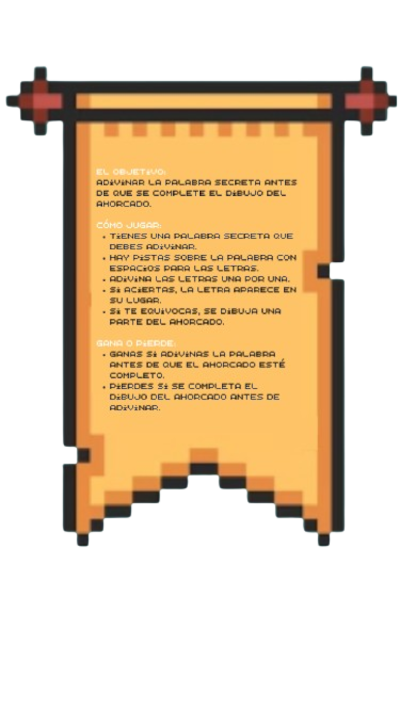 EL OBJETIVO:
ADIVINAR LA PALABRA SECRETA ANTES
DE QUE SE COMPLETE EL DIBUJO DEL
AHORCADO.
CÓMO JUGAR:
• TIENES UNA PALABRA SECRETA QUE
DEBES ADIVINAR.
• HAY PISTAS SOBRE LA PALABRA CON
ESPACIOS PARA LAS LETRAS.
• ADIVINA LAS LETRAS UNA POR UNA.
• SI ACIERTAS, LA LETRA APARECE EN
SU LUGAR.
• SI TE EQUIVOCAS, SE DIBUJA UNA
PARTE DEL AHORCADO.
GANA O PIERDE:
• GANAS SI ADIVINAS LA PALABRA
ANTES DE QUE EL AHORCADO ESTÉ
COMPLETO.
• PIERDES SI SE COMPLETA EL
DIBUJO DEL AHORCADO ANTES DE
ADIVINAR.